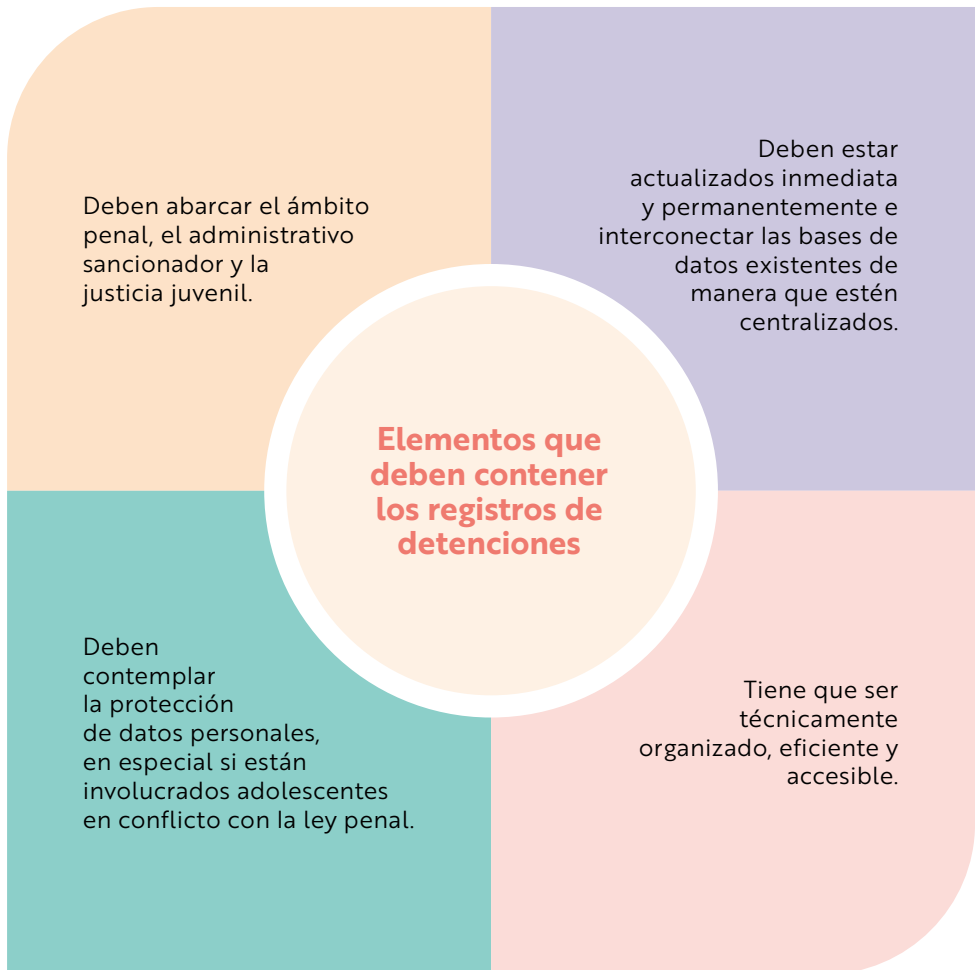 Deben abarcar el ámbito
penal, el administrativo
sancionador y la
justicia juvenil.
Deben estar
actualizados inmediata
y permanentemente e
interconectar las bases de
datos existentes de
manera que estén
centralizados.
Elementos que
deben contener
los registros de
detenciones
Deben
contemplar
la protección
de datos personales,
en especial si están
involucrados adolescentes
en conflicto con la ley penal.
Tiene que ser
técnicamente
organizado, eficiente y
accesible.